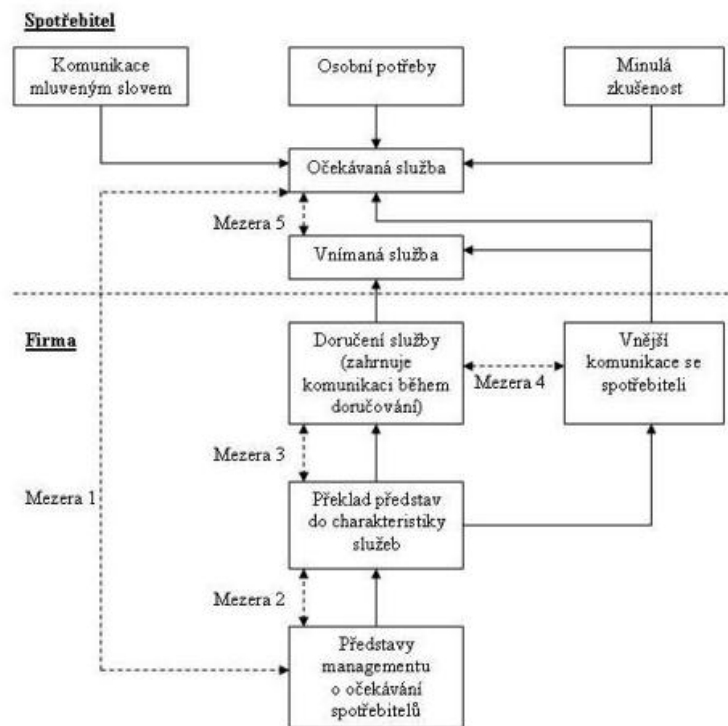 Spotřebitel
Komunikace
mluveným slovem
Osobní potřeby
Minulá
zkušenost
Očekávaná služba
Mezera 5
Vnímaná služba
Firma
Doručení služby
(zahrnuje
komunikaci během
doručování)
Mezera 4
Vnější
komunikace se
spotřebiteli
Mezera 3
Mezera 1
Překlad představ
do charakteristiky
služeb
Mezera 2
Představy
managementu
o očekávání
spotřebitelů